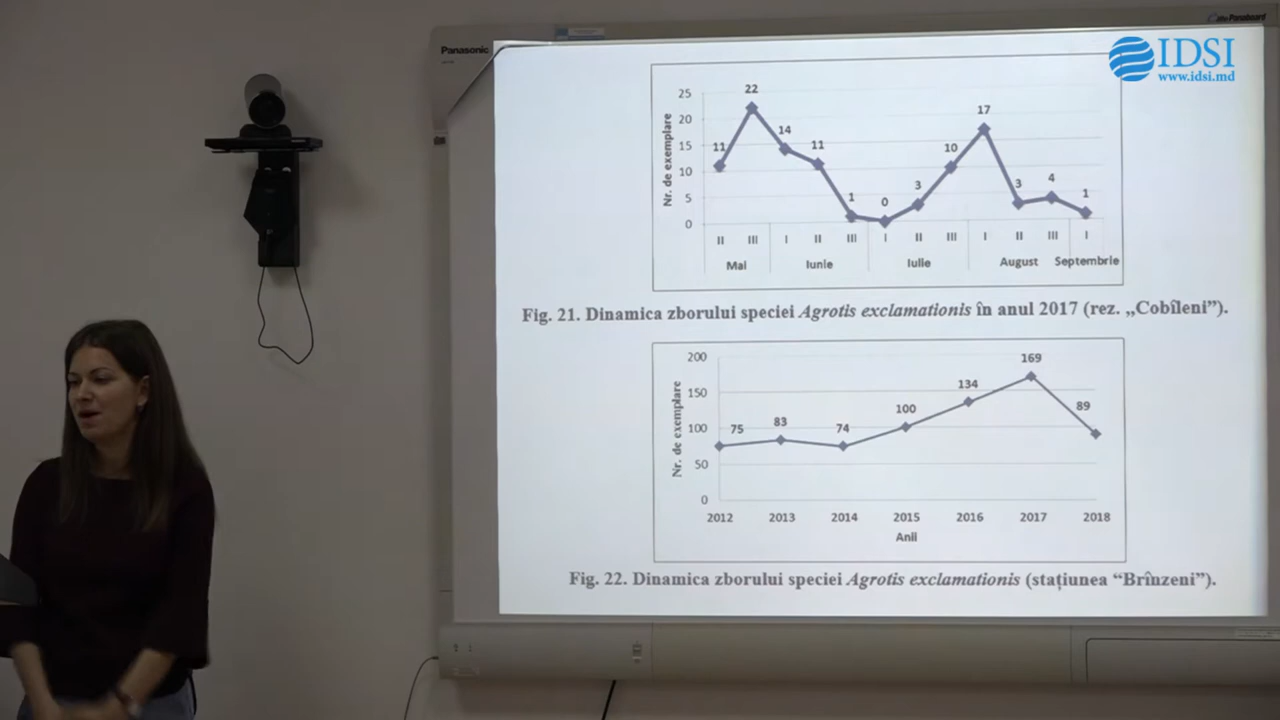 Panasonic
Panaboard
IDSI
www.idsi.md
Nr. de exemplare
25
20
15
10
5
0
11
22
14
11
1
0
3
10
17
3
4
1
II III I II III I II III I II III I
Mai Iunie Iulie August Septembrie
Fig. 21. Dinamica zborului speciei Agrotis exclamationis în anul 2017 (rez. „Cobîleni”).
Nr. de exemplare
200
150
100
50
0
75
83
74
100
134
169
89
2012 2013 2014 2015 2016 2017 2018
Anii
Fig. 22. Dinamica zborului speciei Agrotis exclamationis (stațiunea “Brînzeni”).